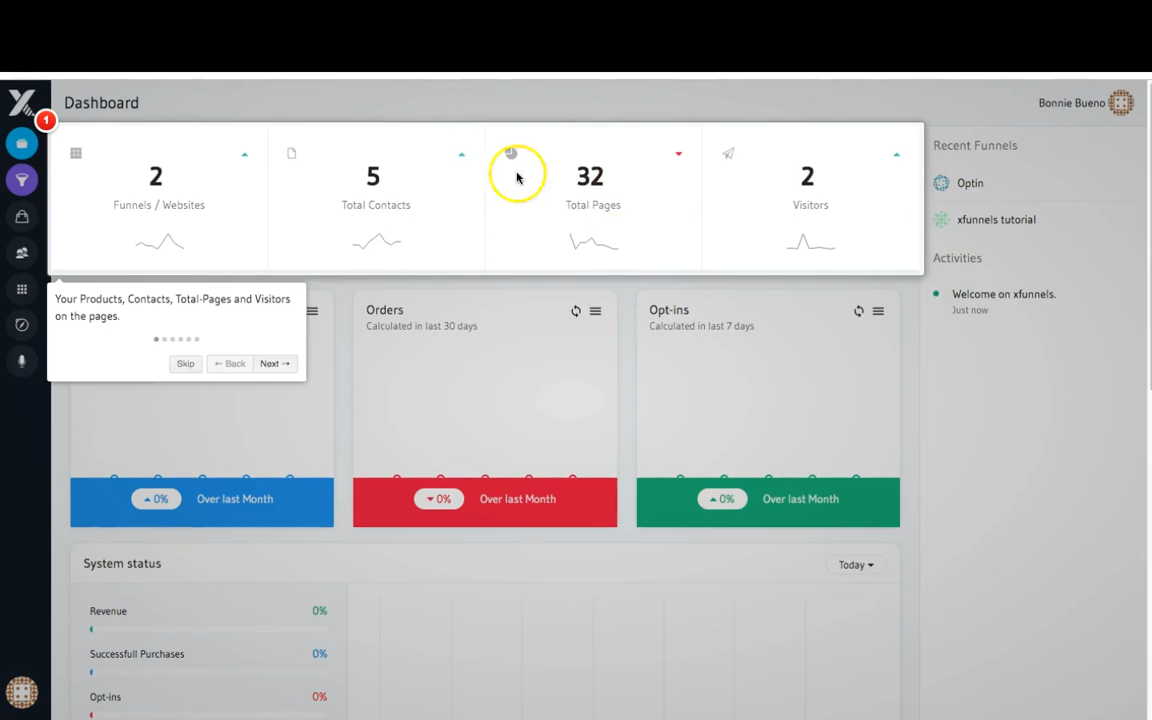 Dashboard
Bonnie Bueno
1
2
Funnels / Websites
5
Total Contacts
32
Total Pages
2
Visitors
Recent Funnels
Optin
xfunnels tutorial
Activities
Welcome on xfunnels.
Just now
Your Products, Contacts, Total-Pages and Visitors
on the pages.
Skip
← Back
Next →
Orders
Calculated in last 30 days
Opt-ins
Calculated in last 7 days
0%
Over last Month
0%
Over last Month
0%
Over last Month
System status
Today
Revenue
0%
Successfull Purchases
0%
Opt-ins
0%